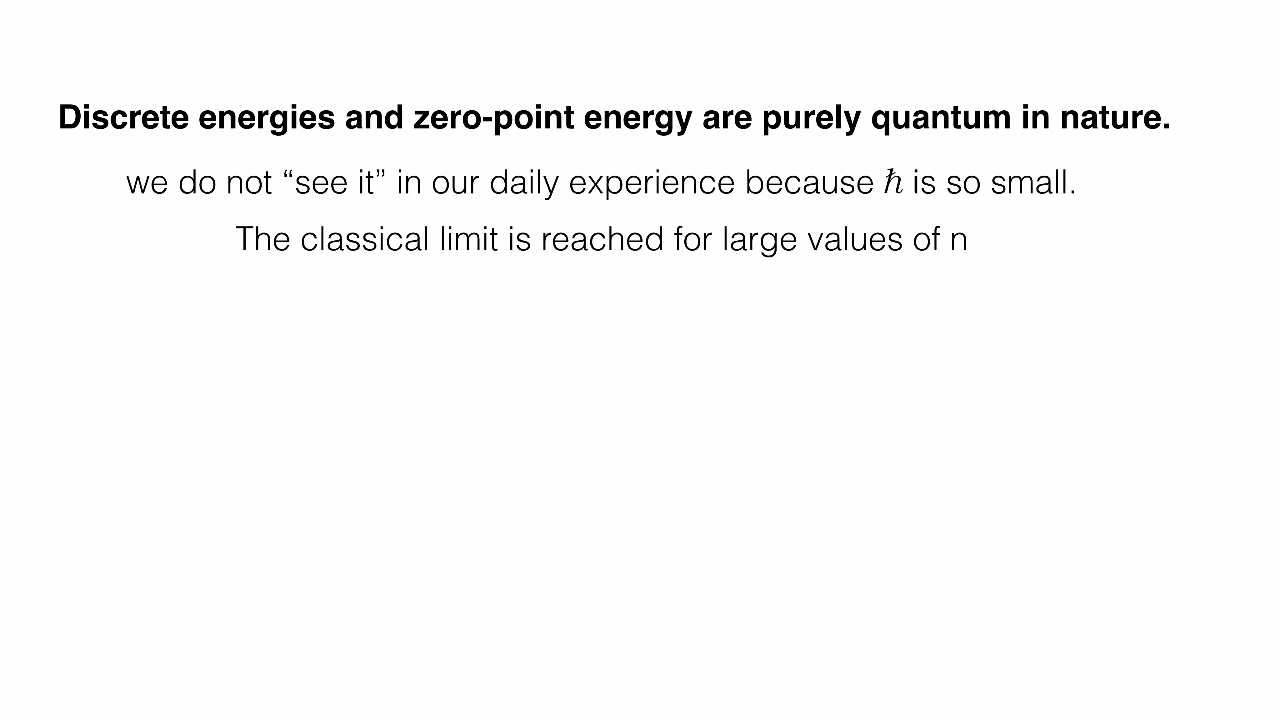 Discrete energies and zero-point energy are purely quantum in nature.
we do not “see it” in our daily experience because ℏ is so small.
The classical limit is reached for large values of n